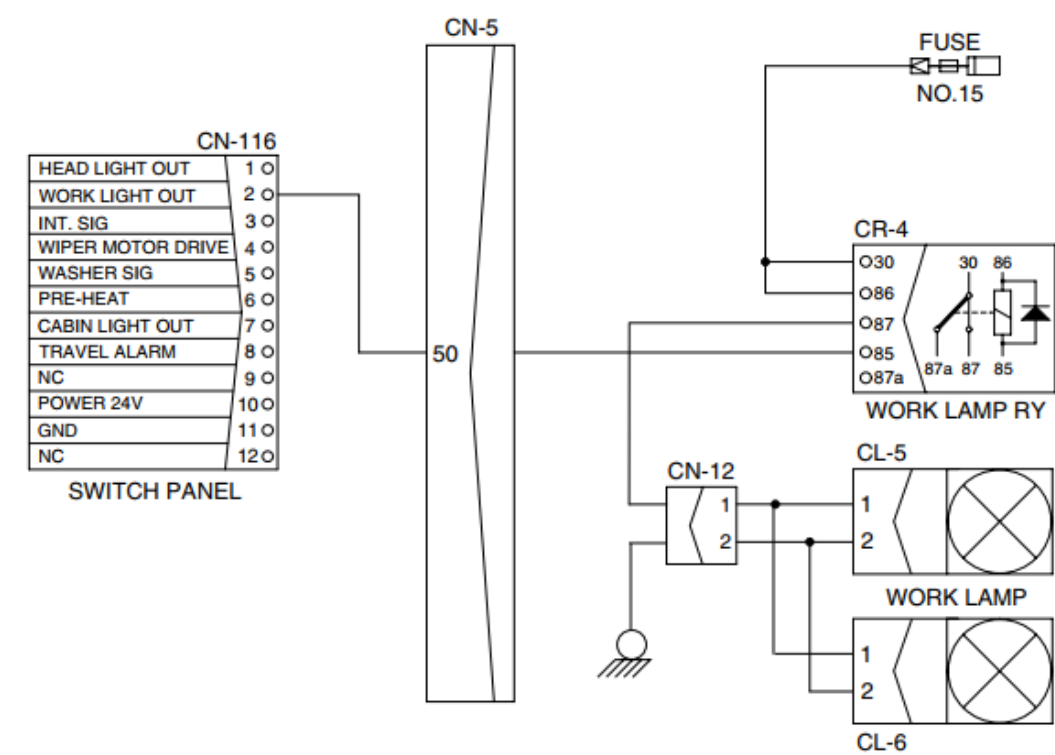 CN-5
FUSE
NO.15
CN-116
HEAD LIGHT OUT 1
WORK LIGHT OUT 2
INT. SIG 3
WIPER MOTOR DRIVE 4
WASHER SIG 5
PRE-HEAT 6
CABIN LIGHT OUT 7
TRAVEL ALARM 8
NC 9
POWER 24V 10
GND 11
NC 12
SWITCH PANEL
50
CR-4
30
86
87
85
87a
30 86
87a 87 85
WORK LAMP RY
CN-12
1
2
CL-5
1
2
WORK LAMP
1
2
CL-6